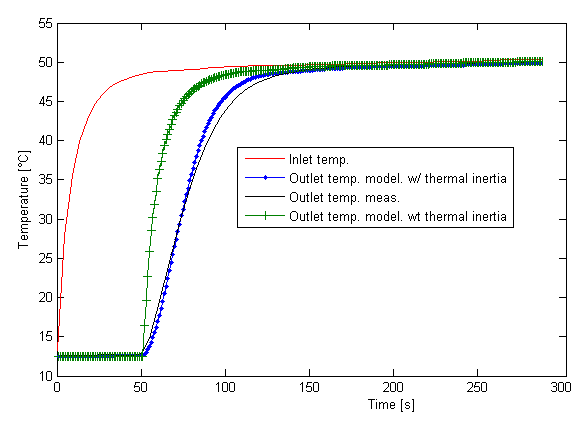 55
50
45
40
35
30
25
20
15
10
Temperature [°C]
Inlet temp.
Outlet temp. model. w/ thermal inertia
Outlet temp. meas.
Outlet temp. model. wt thermal inertia
0 50 100 150 200 250 300
Time [s]